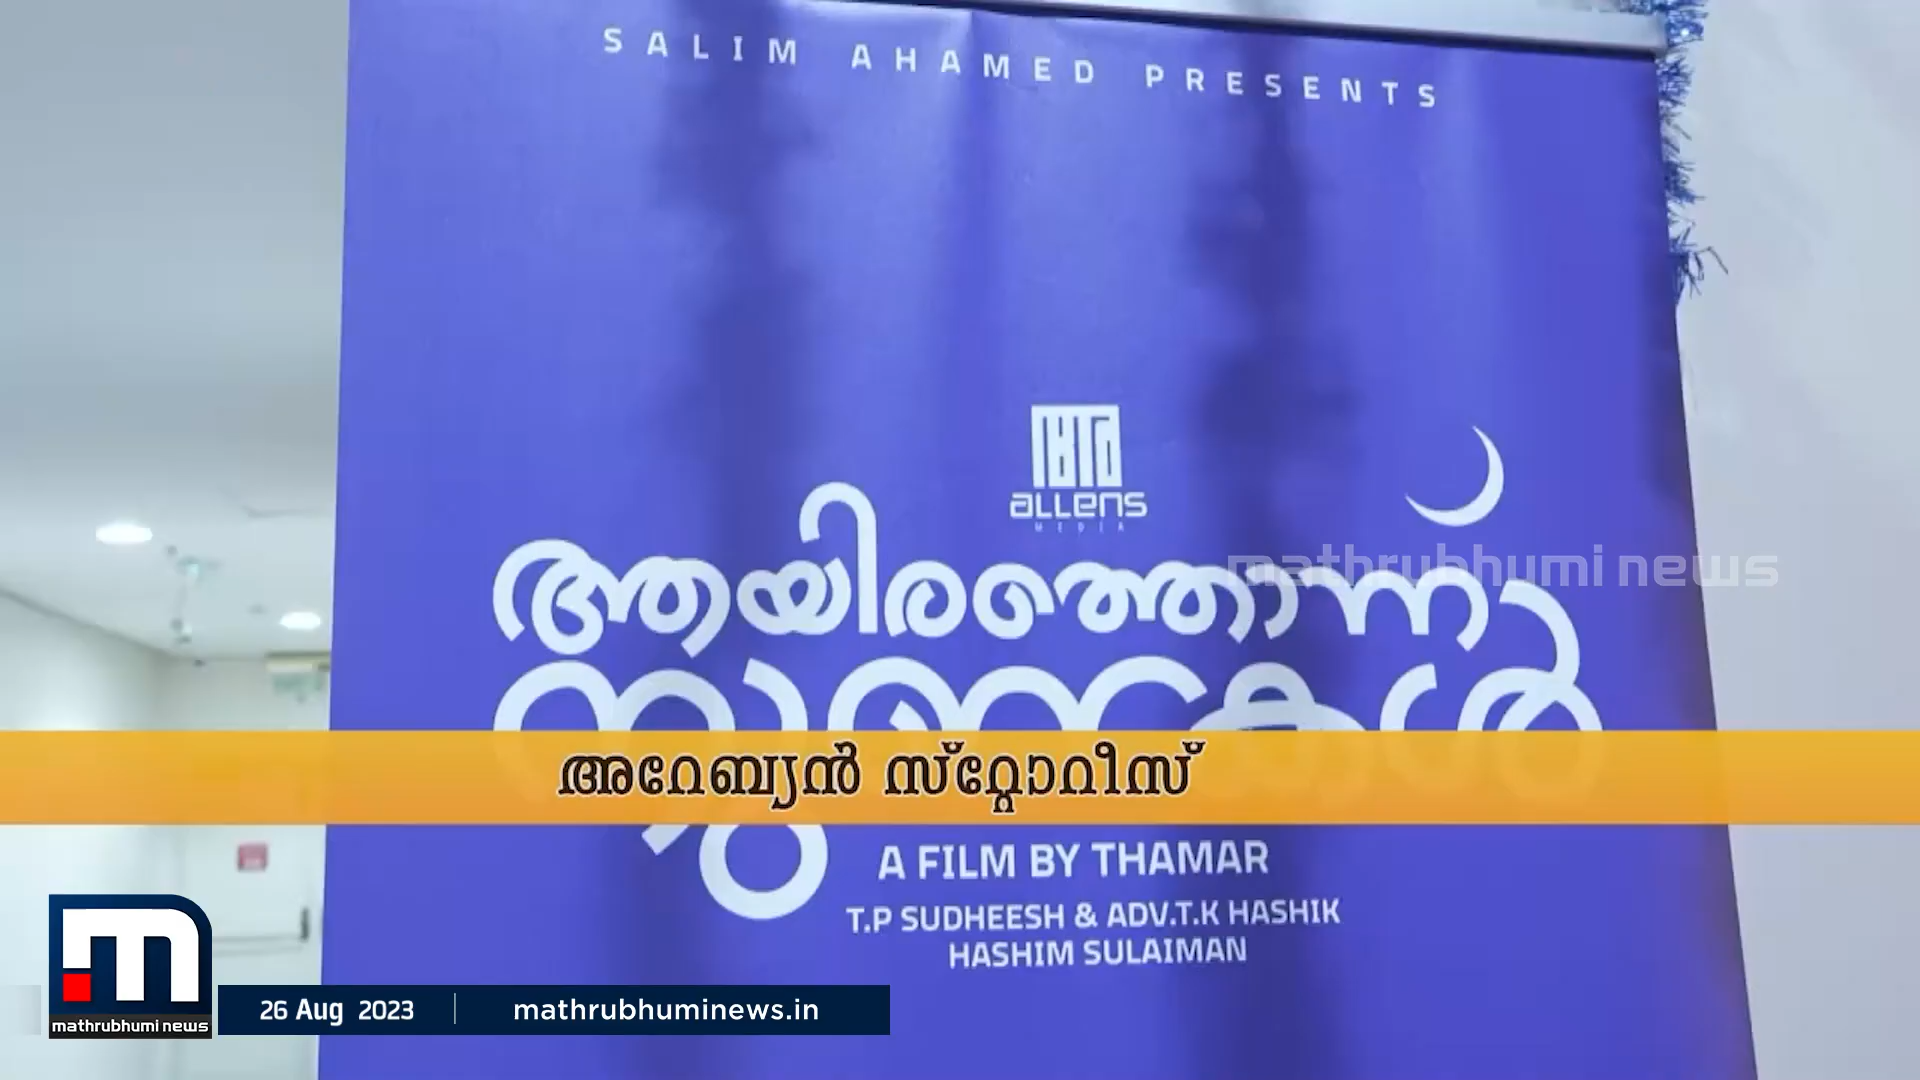 SALIM AHAMED PRESENTS
allens
MEDIA
ആയിരത്തൊന്നാം
നുണകൾ
mathrubhumi news
അറേബ്യൻ സ്റ്റോറീസ്
A FILM BY THAMAR
T.P SUDHEESH & ADV.T.K HASHIK
HASHIM SULAIMAN
mathrubhumi news
26 Aug 2023
mathrubhuminews.in